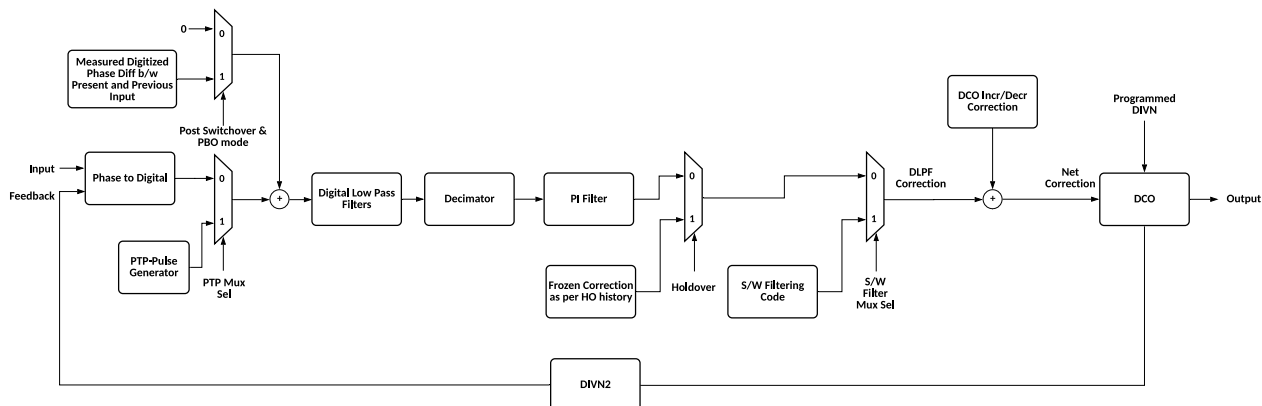 0
0
Measured Digitized
Phase Diff b/w
Present and Previous
Input
1
Post Switchover &
PBO mode
DCO Incr/Decr
Correction
Programmed
DIVN
Input
Feedback
Phase to Digital
0
1
+
Digital Low Pass
Filters
Decimator
PI Filter
0
1
0
1
DLPF
Correction
+
Net
Correction
DCO
Output
PTP-Pulse
Generator
PTP Mux
Sel
Frozen Correction
as per HO history
Holdover
S/W Filtering
Code
S/W
Filter
Mux Sel
DIVN2